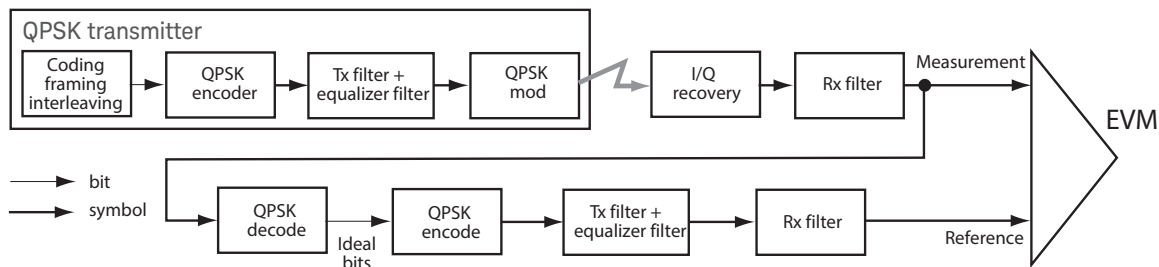 QPSK transmitter
Coding
framing
interleaving
QPSK
encoder
Tx filter +
equalizer filter
QPSK
mod
I/Q
recovery
Rx filter
Measurement
EVM
bit
symbol
QPSK
decode
Ideal
bits
QPSK
encode
Tx filter +
equalizer filter
Rx filter
Reference